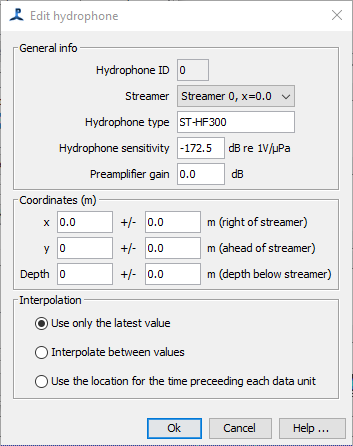 Edit hydrophone
General info
Hydrophone ID 0
Streamer Streamer 0, x=0.0
Hydrophone type ST-HF300
Hydrophone sensitivity -172.5 dB re 1V/µPa
Preamplifier gain 0.0 dB
Coordinates (m)
x 0.0 +/- 0.0 m (right of streamer)
y 0 +/- 0.0 m (ahead of streamer)
Depth 0 +/- 0.0 m (depth below streamer)
Interpolation
Use only the latest value
Interpolate between values
Use the location for the time preceeding each data unit
Ok Cancel Help ...